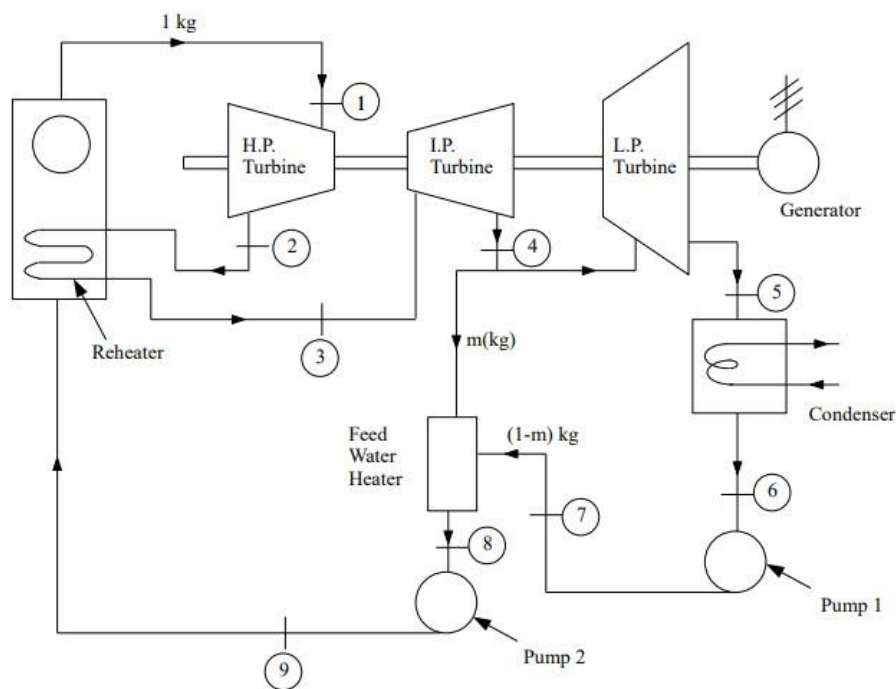 1 kg
1
H.P.
Turbine
I.P.
Turbine
L.P.
Turbine
Generator
2
4
5
3
Reheater
m(kg)
Condenser
Feed
Water
Heater
(1-m) kg
6
7
8
Pump 1
Pump 2
9